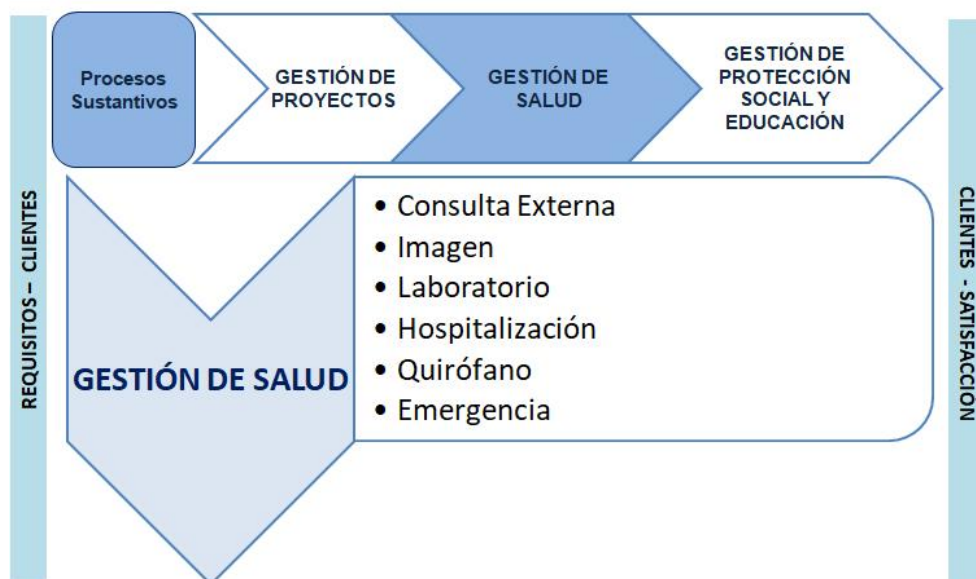 REQUISITOS – CLIENTES
Procesos
Sustantivos
GESTIÓN DE
PROYECTOS
GESTIÓN DE
SALUD
GESTIÓN DE
PROTECCIÓN
SOCIAL Y
EDUCACIÓN
GESTIÓN DE SALUD
• Consulta Externa
• Imagen
• Laboratorio
• Hospitalización
• Quirófano
• Emergencia
CLIENTES - SATISFACCION